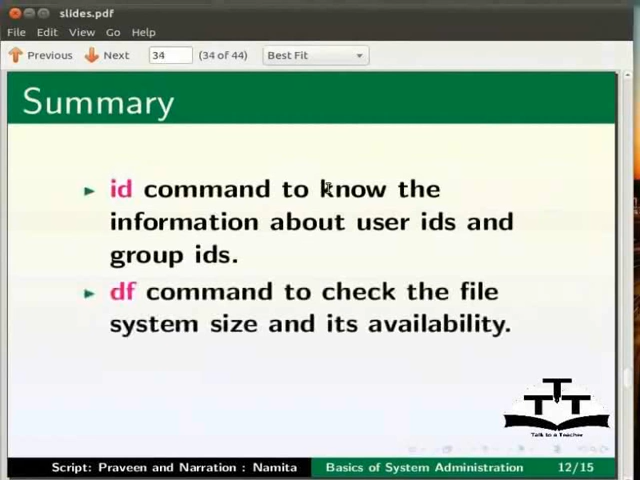 slides.pdf
File Edit View Go Help
Previous Next 34 (34 of 44) Best Fit
Summary
id command to know the
information about user ids and
group ids.
df command to check the file
system size and its availability.
TTT
Talk to a Teacher
Script: Praveen and Narration : Namita Basics of System Administration 12/15